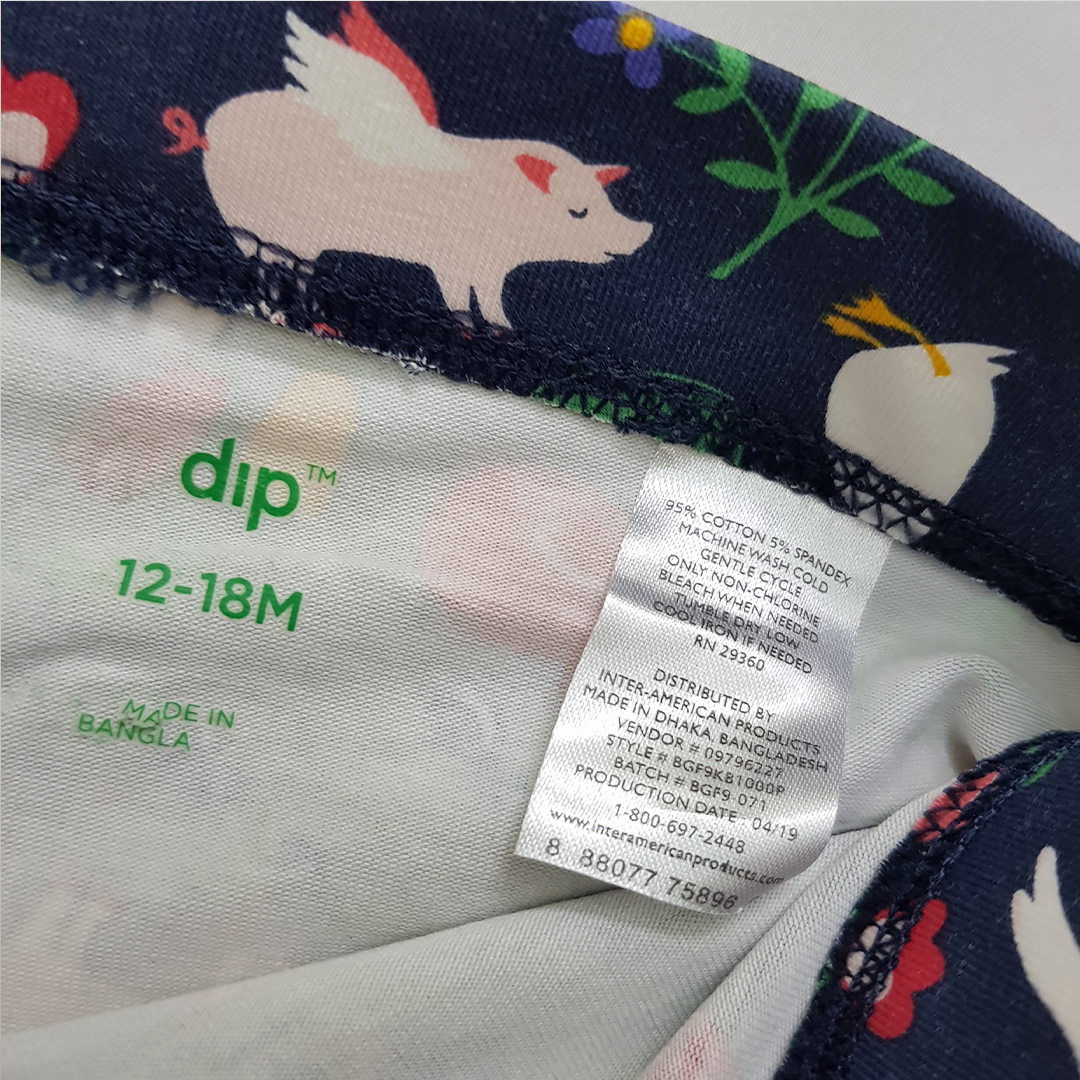 dip™
12-18M
MADE IN
BANGLA
95% COTTON 5% SPANDEX
MACHINE WASH COLD
GENTLE CYCLE
ONLY NON-CHLORINE
BLEACH WHEN NEEDED
TUMBLE DRY LOW
COOL IRON IF NEEDED
RN 29360
DISTRIBUTED BY
INTER-AMERICAN PRODUCTS
MADE IN DHAKA, BANGLADESH
VENDOR # 09796227
STYLE # BGF9KB1000P
BATCH # BGF9-071
PRODUCTION DATE: 04/19
1-800-697-2448
www.interamericanproducts.com
8 88077 75896